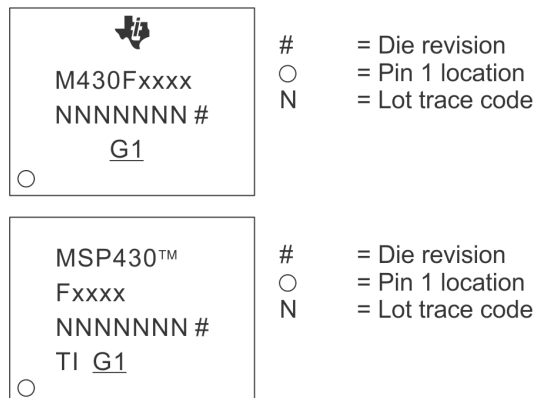 M430Fxxxx
NNNNNNN #
G1
# = Die revision
○ = Pin 1 location
N = Lot trace code
MSP430™
Fxxxx
NNNNNNN #
TI G1
# = Die revision
○ = Pin 1 location
N = Lot trace code